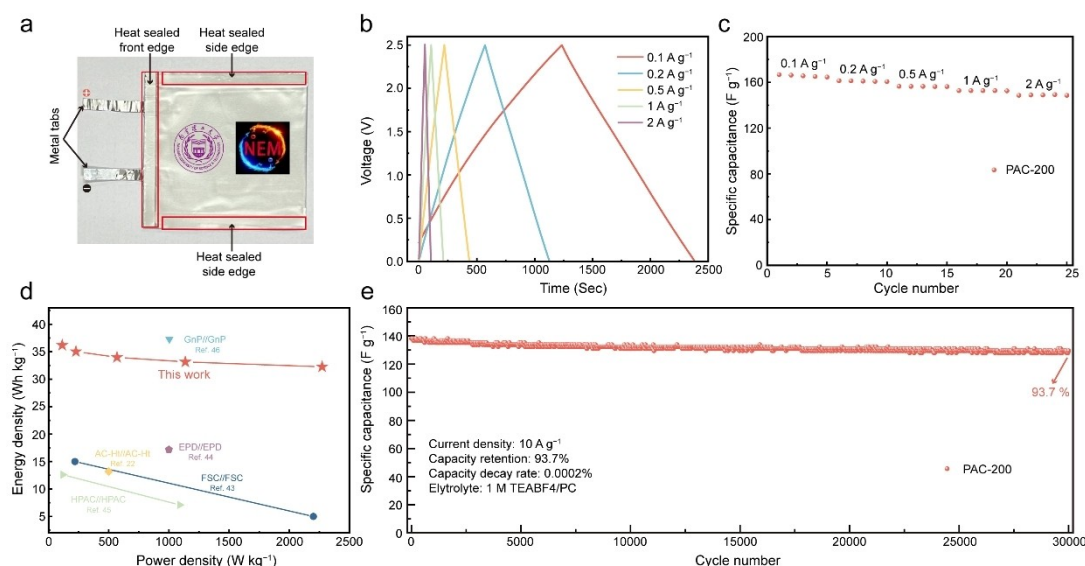 a
Heat sealed
front edge
Heat sealed
side edge
Metal tabs
NEM
Heat sealed
side edge
b
Voltage (V)
2.5
2.0
1.5
1.0
0.5
0.0
0.1 A g⁻¹
0.2 A g⁻¹
0.5 A g⁻¹
1 A g⁻¹
2 A g⁻¹
0 500 1000 1500 2000 2500
Time (Sec)
c
Specific capacitance (F g⁻¹)
200
160
120
80
40
0
0.1 A g⁻¹
0.2 A g⁻¹
0.5 A g⁻¹
1 A g⁻¹
2 A g⁻¹
PAC-200
0 5 10 15 20 25
Cycle number
d
Energy density (Wh kg⁻¹)
40
35
30
25
20
15
10
5
GnP//GnP
Ref. 46
This work
EPD//EPD
Ref. 44
AC-Ht//AC-Ht
Ref. 22
FSC//FSC
Ref. 43
HPAC//HPAC
Ref. 45
0 500 1000 1500 2000 2500
Power density (W kg⁻¹)
e
Specific capacitance (F g⁻¹)
160
140
120
100
80
60
40
20
0
93.7 %
Current density: 10 A g⁻¹
Capacity retention: 93.7%
Capacity decay rate: 0.0002%
Elytrolyte: 1 M TEABF4/PC
PAC-200
0 5000 10000 15000 20000 25000 30000
Cycle number